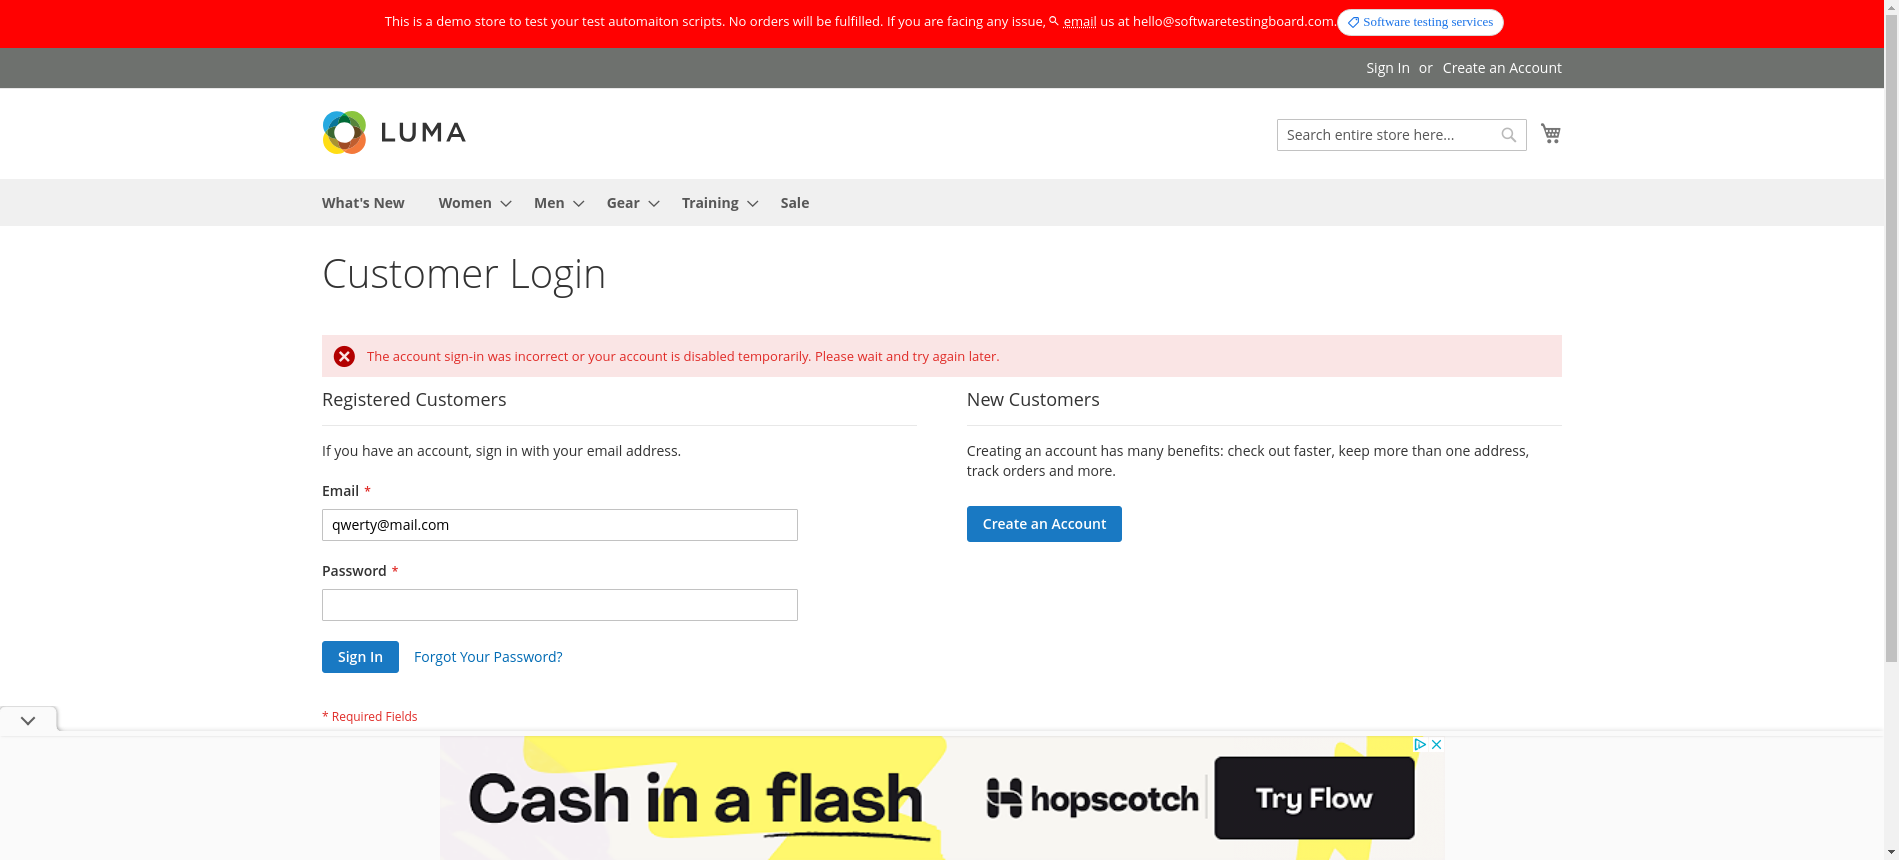 This is a demo store to test your test automaiton scripts. No orders will be fulfilled. If you are facing any issue, email us at hello@softwaretestingboard.com. Software testing services
Sign In or Create an Account
LUMA
Search entire store here...
What's New Women Men Gear Training Sale
Customer Login
The account sign-in was incorrect or your account is disabled temporarily. Please wait and try again later.
Registered Customers
If you have an account, sign in with your email address.
Email *
qwerty@mail.com
Password *
Sign In Forgot Your Password?
* Required Fields
New Customers
Creating an account has many benefits: check out faster, keep more than one address,
track orders and more.
Create an Account
Cash in a flash
hopscotch
Try Flow